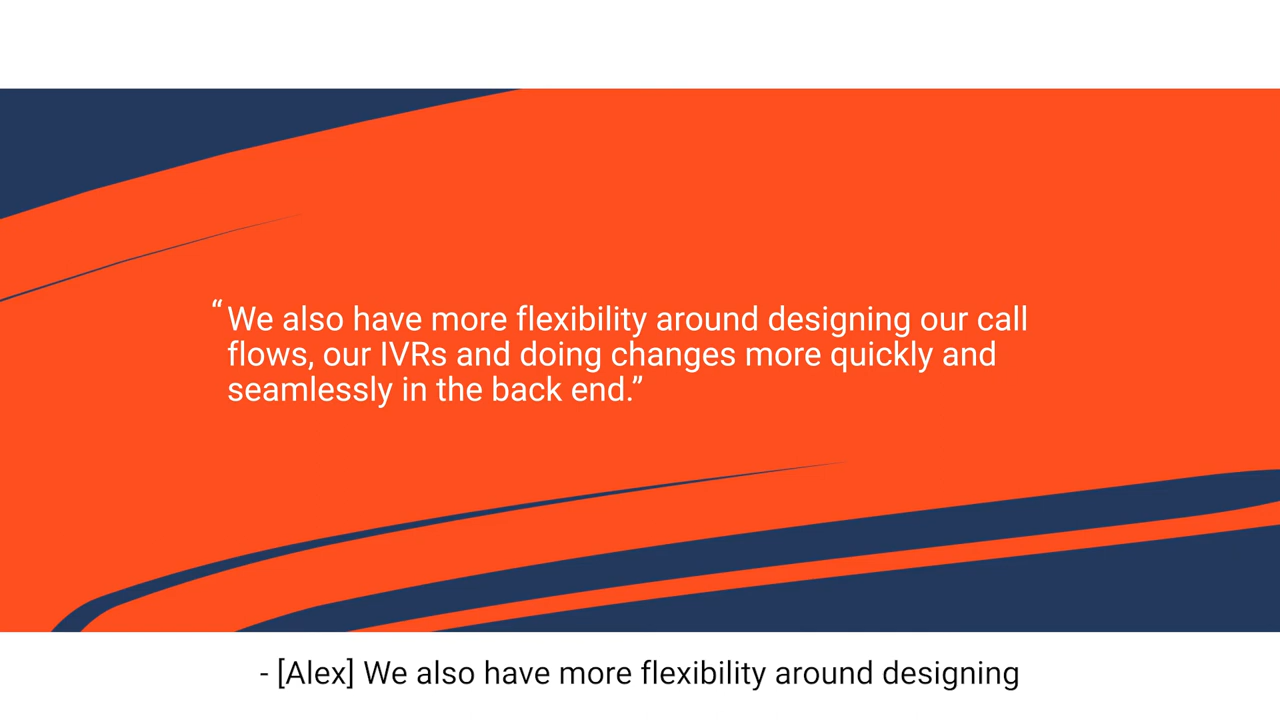 “We also have more flexibility around designing our call
flows, our IVRs and doing changes more quickly and
seamlessly in the back end.”
- [Alex] We also have more flexibility around designing